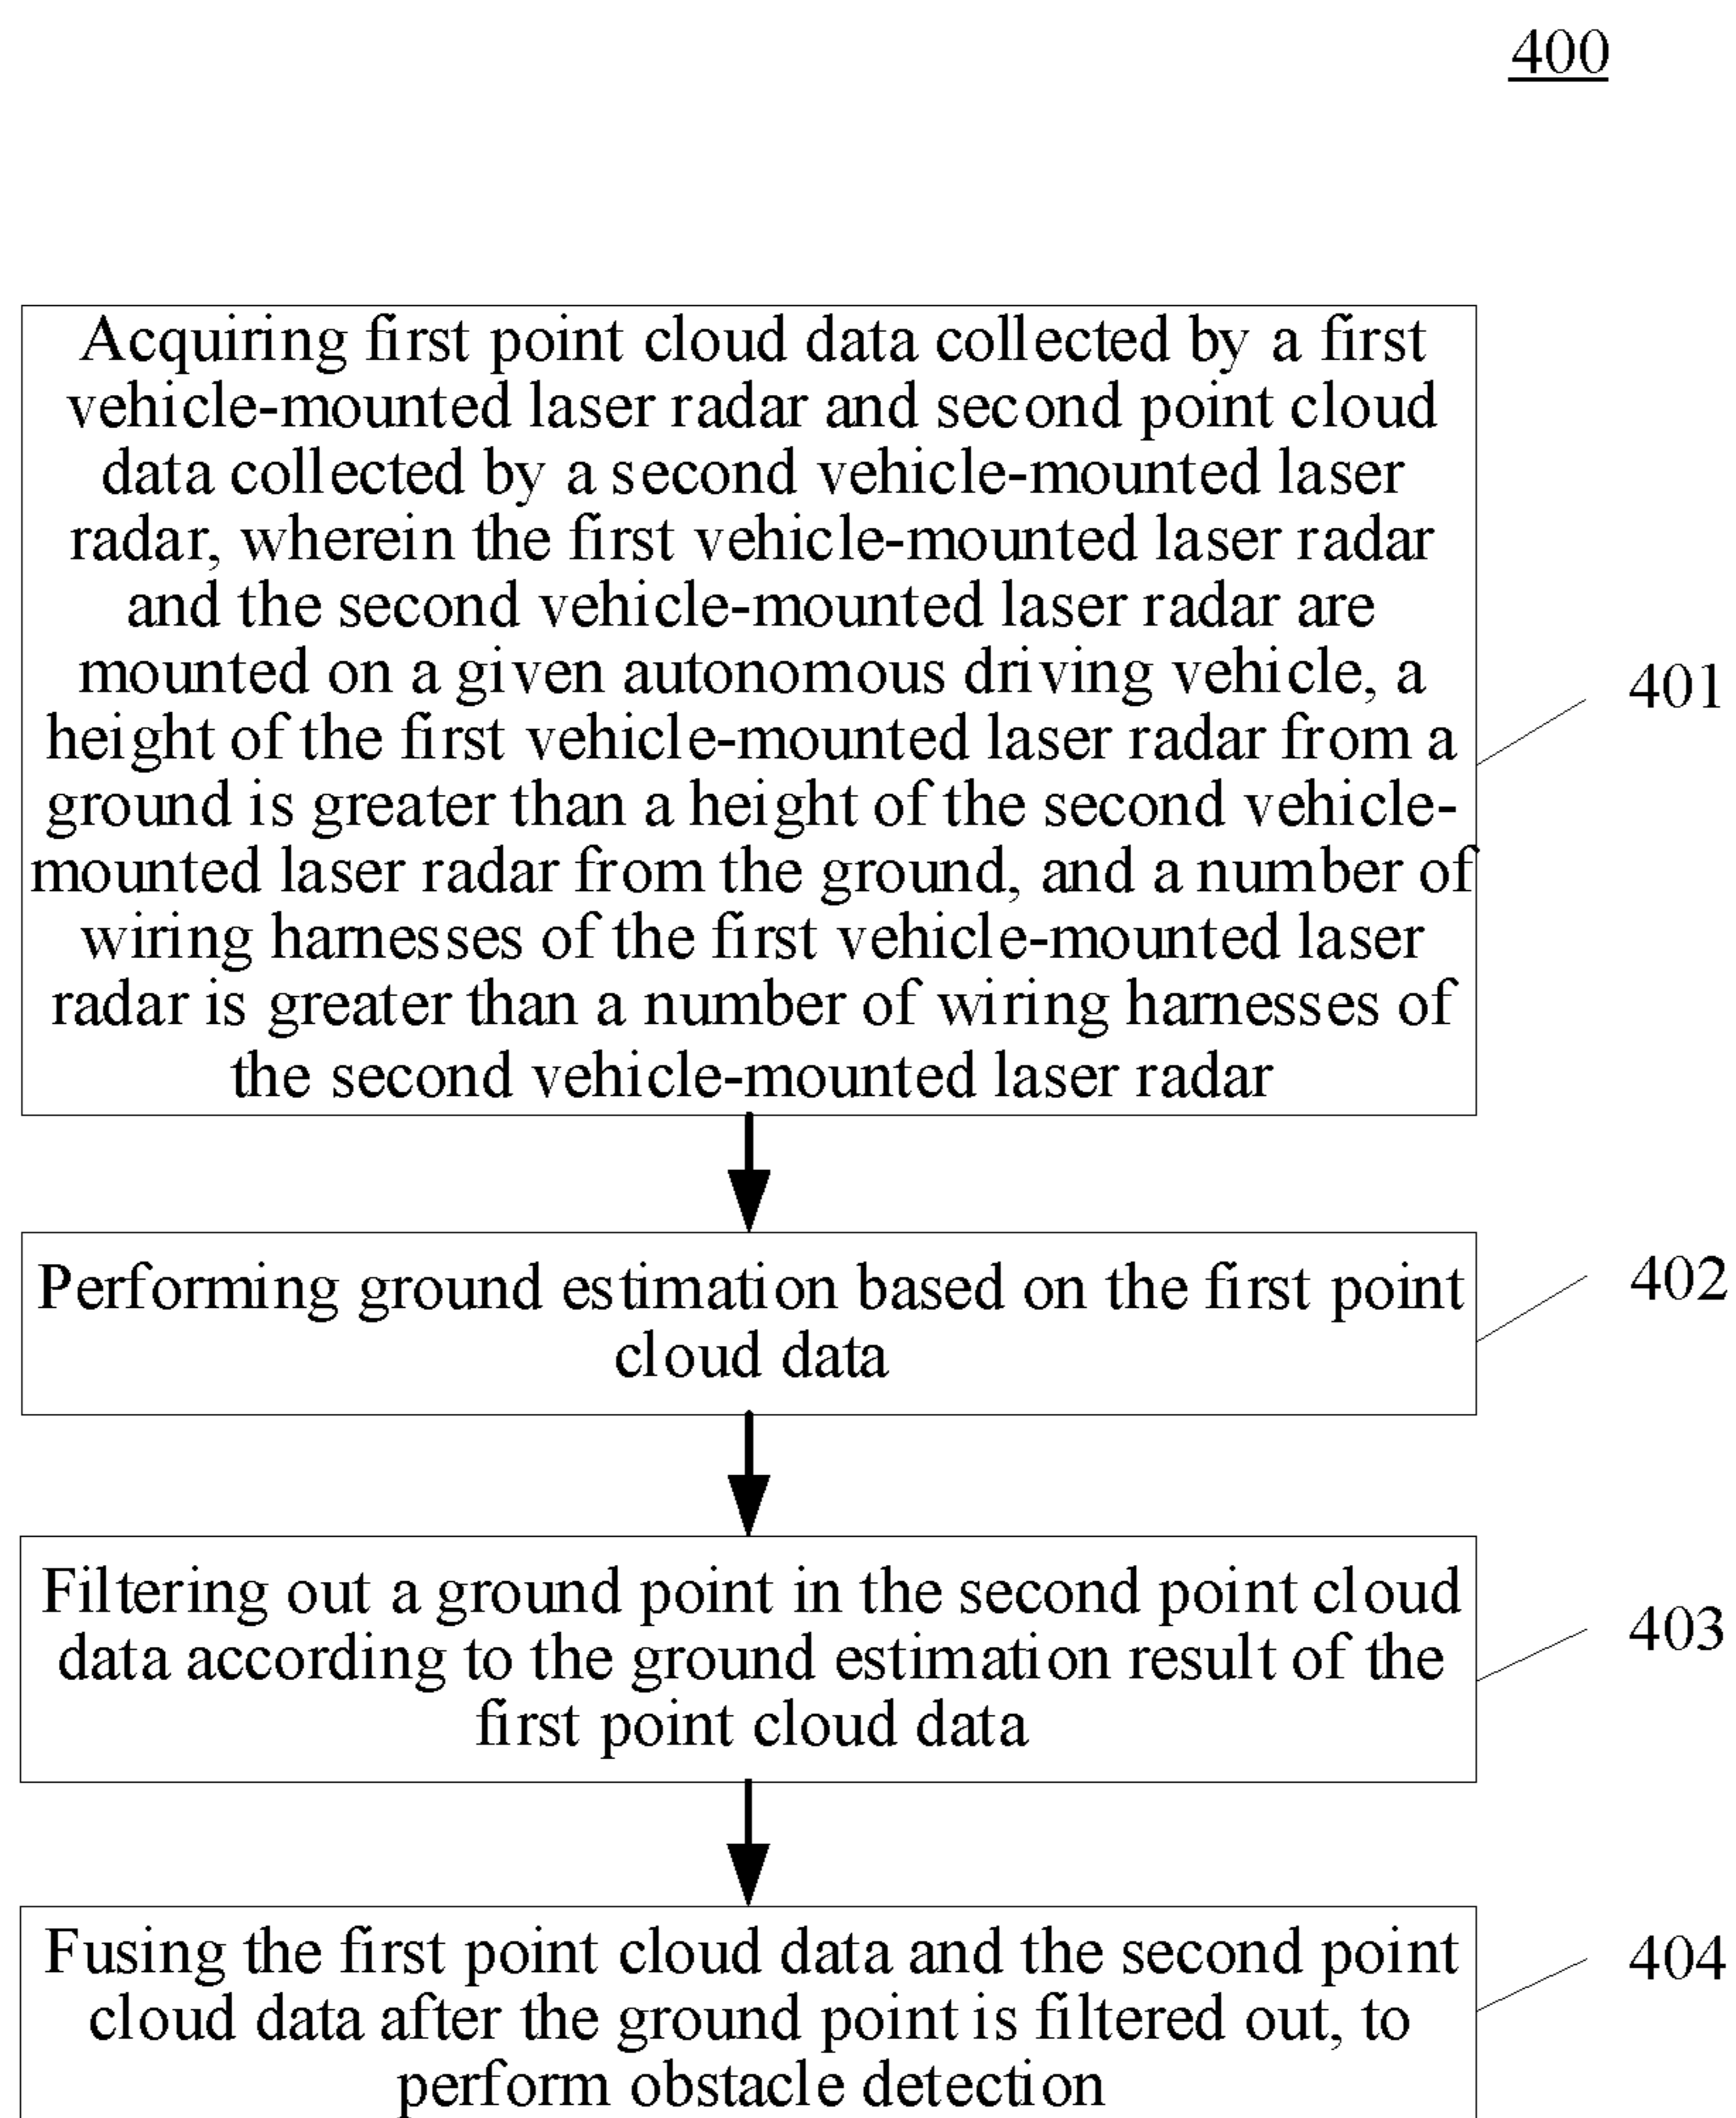 400
Acquiring first point cloud data collected by a first
vehicle-mounted laser radar and second point cloud
data collected by a second vehicle-mounted laser
radar, wherein the first vehicle-mounted laser radar
and the second vehicle-mounted laser radar are
mounted on a given autonomous driving vehicle, a
height of the first vehicle-mounted laser radar from a
ground is greater than a height of the second vehicle-
mounted laser radar from the ground, and a number of
wiring harnesses of the first vehicle-mounted laser
radar is greater than a number of wiring harnesses of
the second vehicle-mounted laser radar
401
Performing ground estimation based on the first point
cloud data
402
Filtering out a ground point in the second point cloud
data according to the ground estimation result of the
first point cloud data
403
Fusing the first point cloud data and the second point
cloud data after the ground point is filtered out, to
perform obstacle detection
404